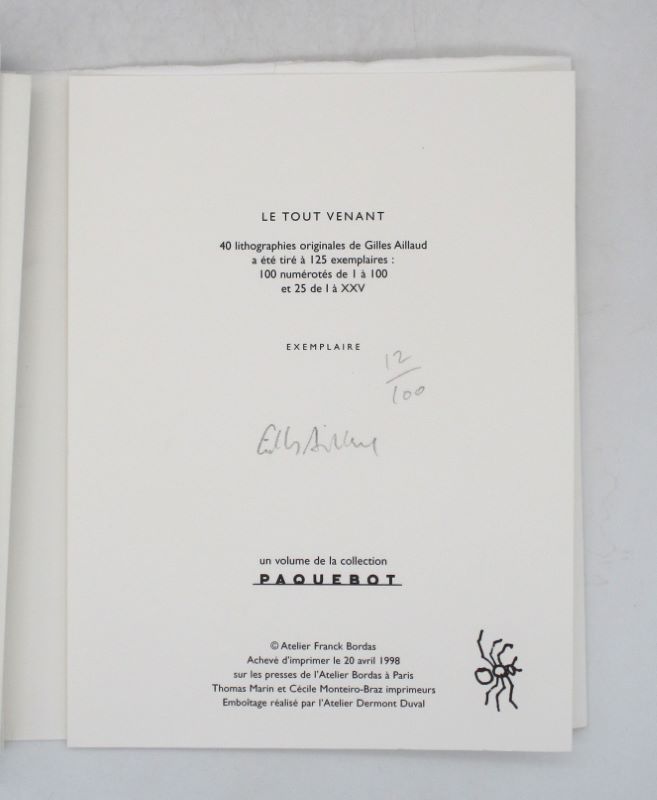 LE TOUT VENANT
40 lithographies originales de Gilles Aillaud
a été tiré à 125 exemplaires :
100 numérotés de 1 à 100
et 25 de I à XXV
EXEMPLAIRE
12
/
100
Gilles Aillaud
un volume de la collection
PAQUEBOT
© Atelier Franck Bordas
Achevé d'imprimer le 20 avril 1998
sur les presses de l'Atelier Bordas à Paris
Thomas Marin et Cécile Monteiro-Braz imprimeurs
Emboîtage réalisé par l'Atelier Dermont Duval